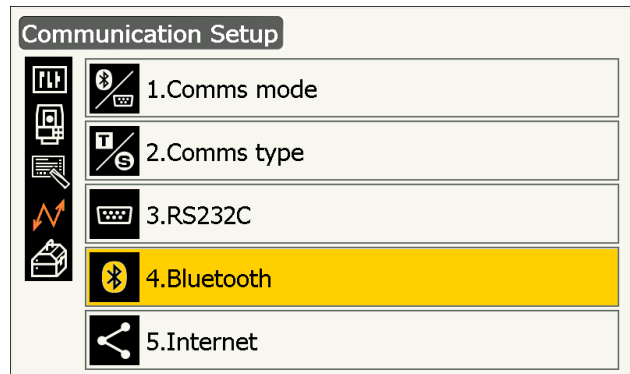 Communication Setup
1.Comms mode
T
S
2.Comms type
3.RS232C
4.Bluetooth
5.Internet